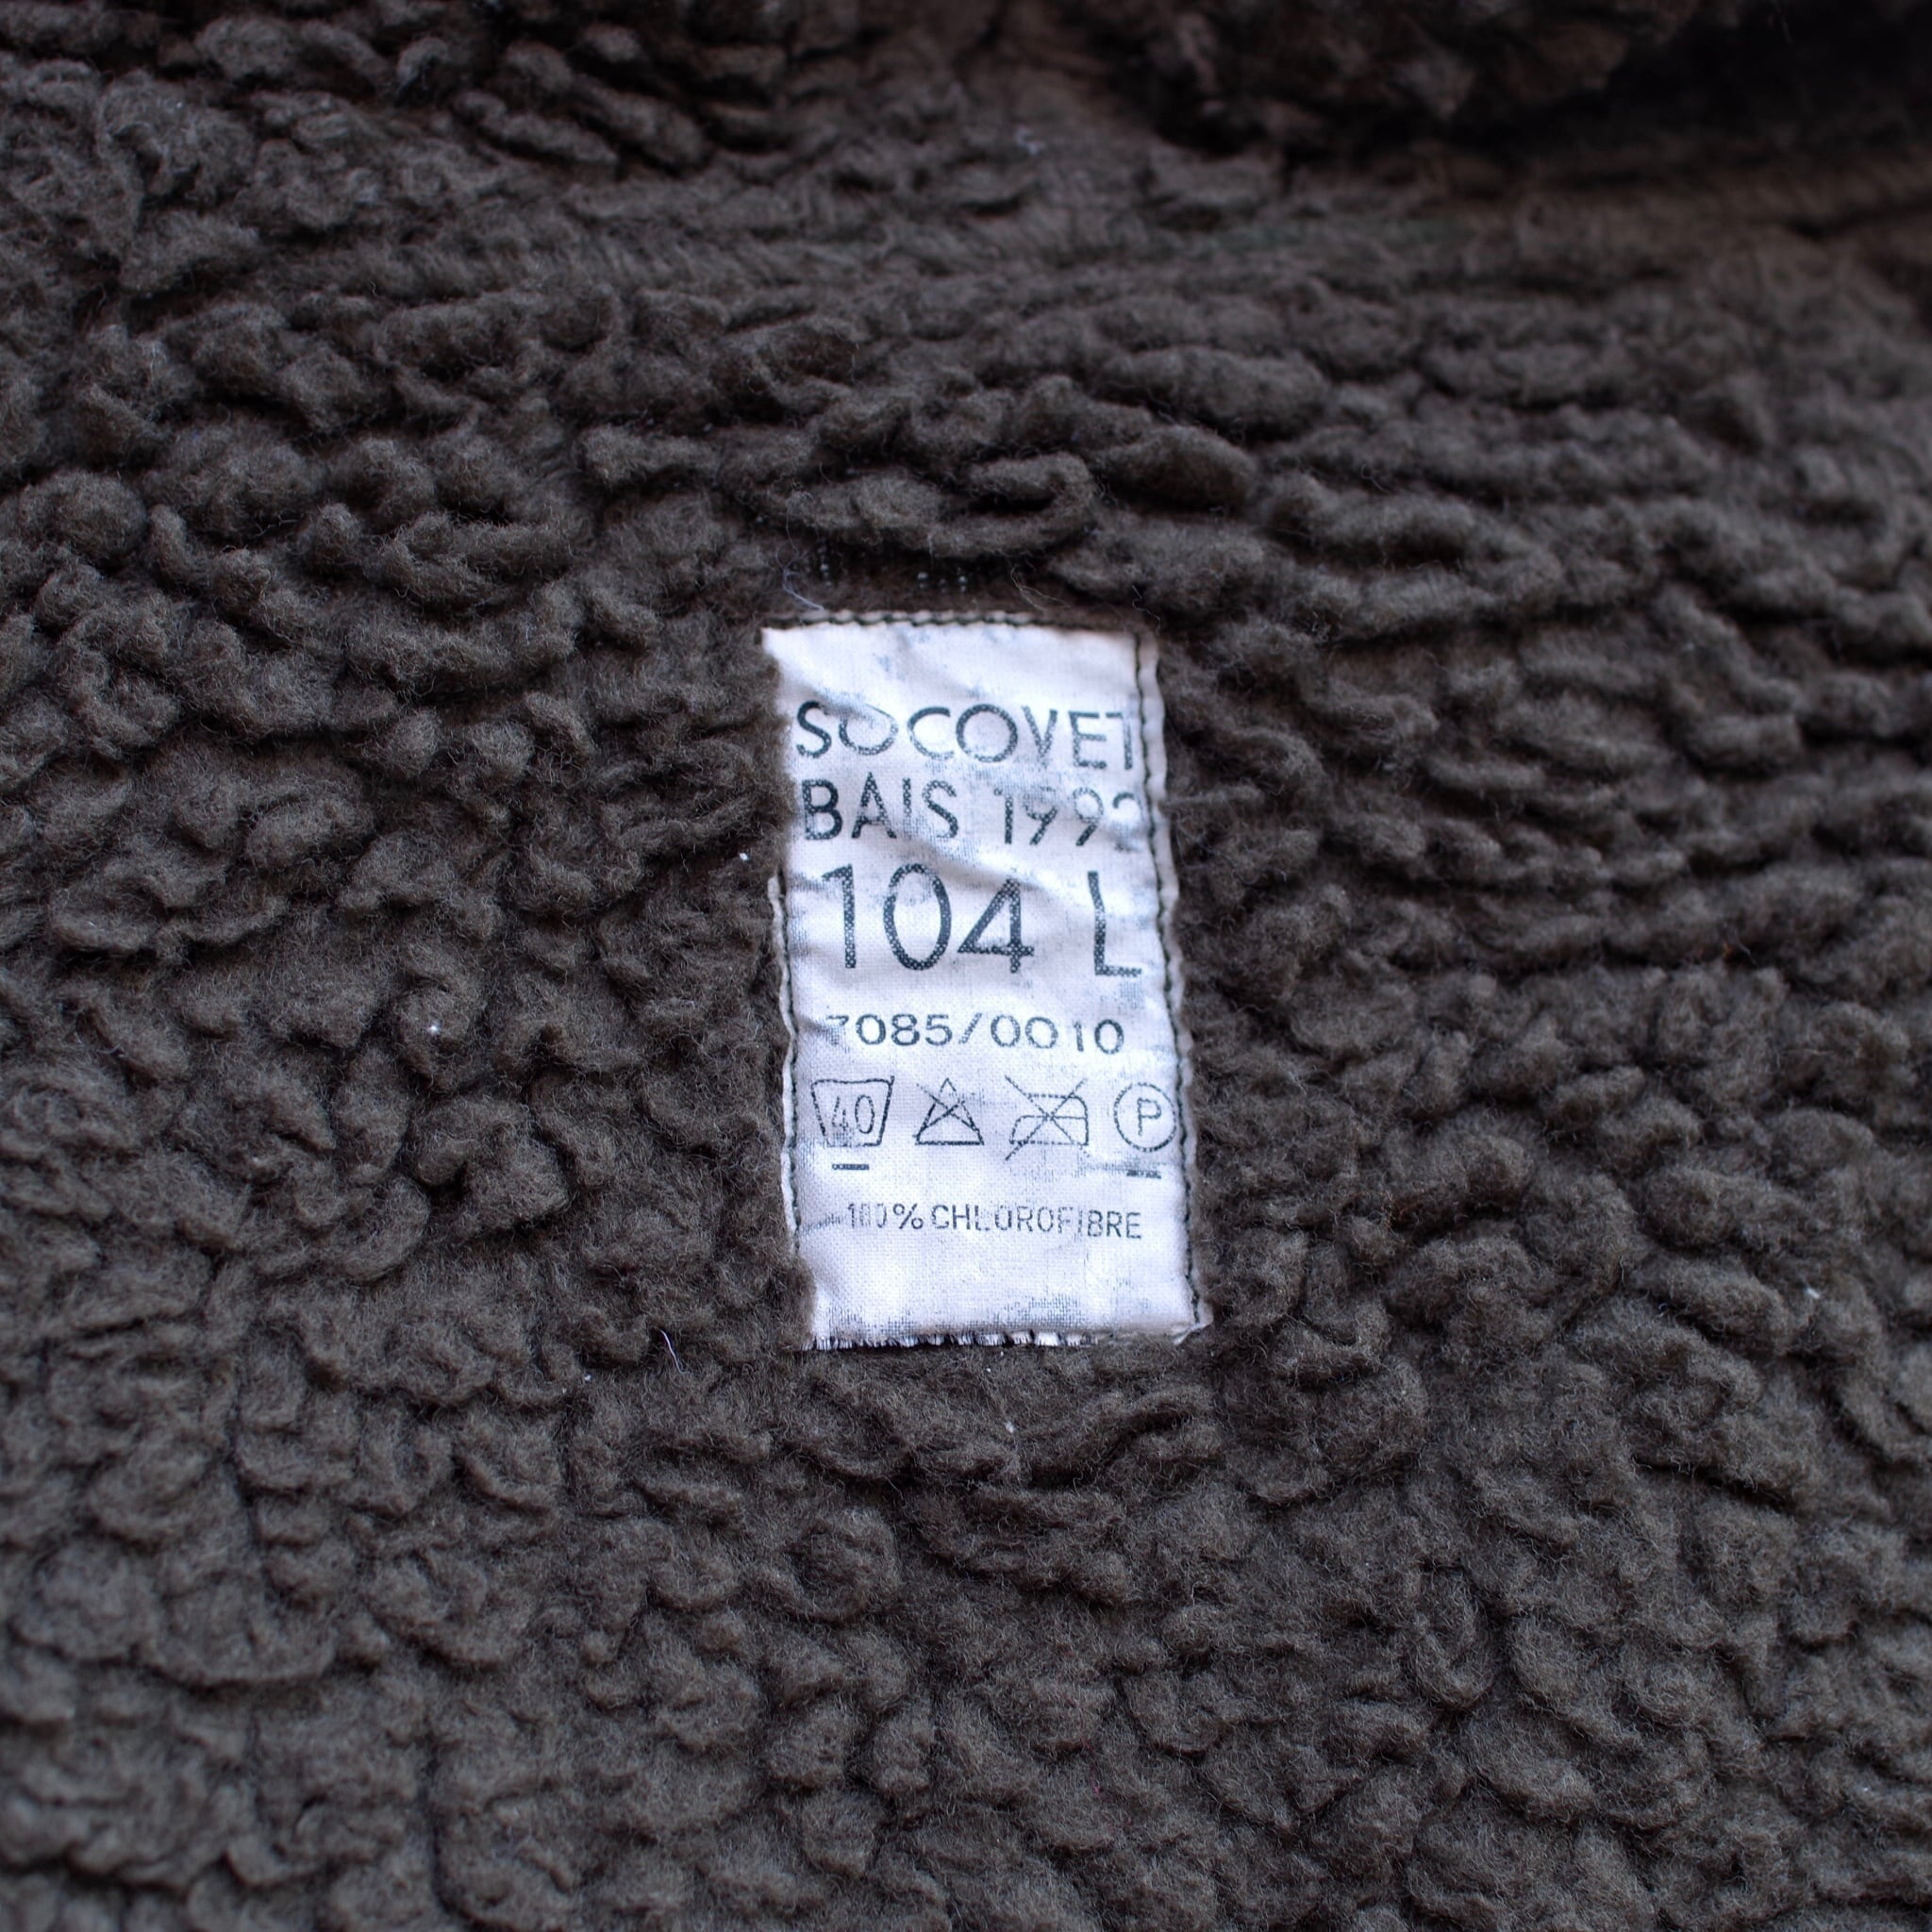 SOCOVET
BAIS 1992
104 L
7085/0010
40 P
100% CHLOROFIBRE